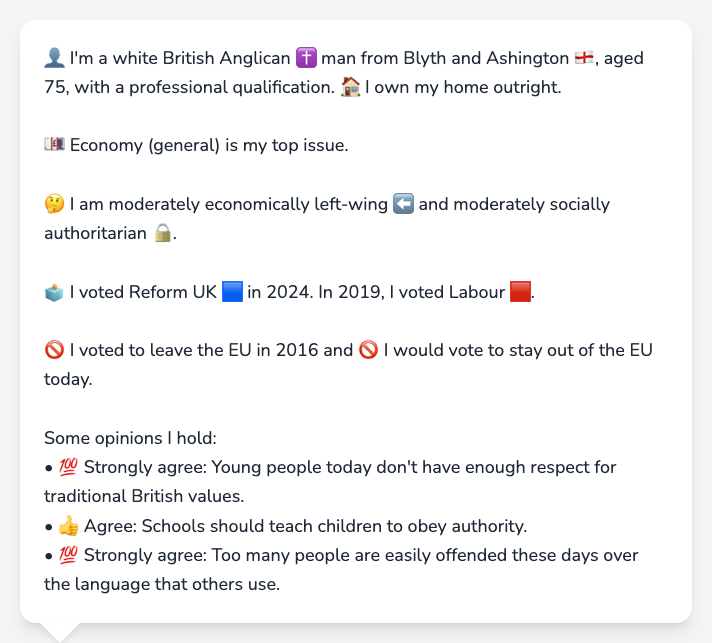 👤 I'm a white British Anglican ✝️ man from Blyth and Ashington 🏴󠁧󠁢󠁥󠁮󠁧󠁿, aged
75, with a professional qualification. 🏠 I own my home outright.
💷 Economy (general) is my top issue.
🤔 I am moderately economically left-wing ⬅️ and moderately socially
authoritarian 🔒.
🗳️ I voted Reform UK 🟦 in 2024. In 2019, I voted Labour 🟥.
🚫 I voted to leave the EU in 2016 and 🚫 I would vote to stay out of the EU
today.
Some opinions I hold:
• 💯 Strongly agree: Young people today don't have enough respect for
traditional British values.
• 👍 Agree: Schools should teach children to obey authority.
• 💯 Strongly agree: Too many people are easily offended these days over
the language that others use.